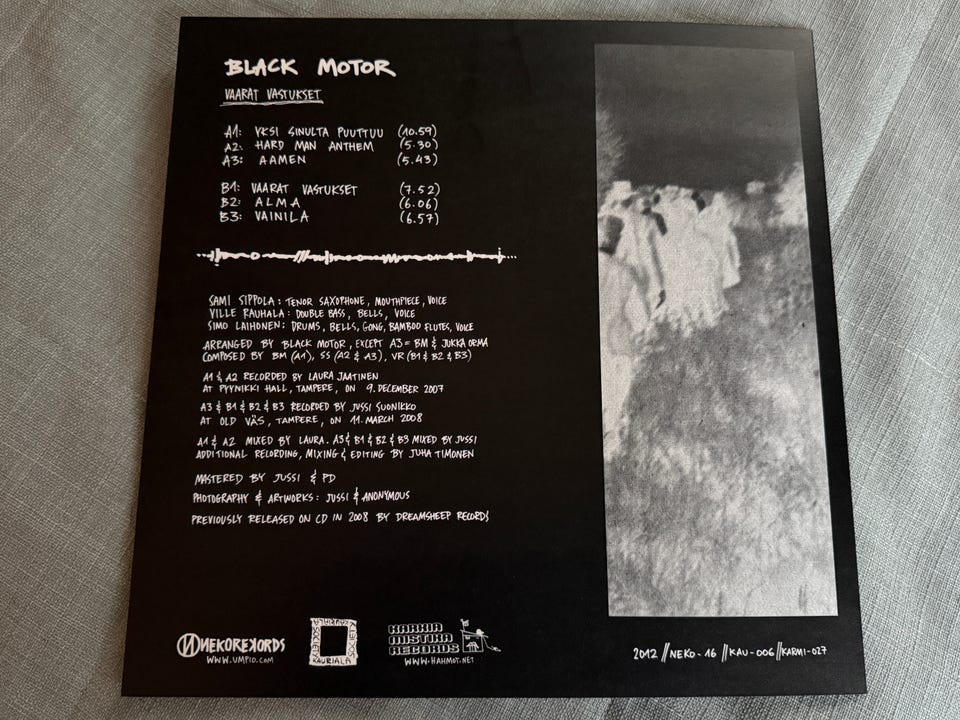 BLACK MOTOR
VAARAT VASTUKSET
A1: YKSI SINULTA PUUTTUU (10.59)
A2: HARD MAN ANTHEM (5.30)
A3: AAMEN (5.43)
B1: VAARAT VASTUKSET (7.52)
B2: ALMA (6.06)
B3: VAINILA (6.57)
SAMI SIPPOLA: TENOR SAXOPHONE, MOUTHPIECE, VOICE
VILLE RAUHALA: DOUBLE BASS, BELLS, VOICE
SIMO LAIHONEN: DRUMS, BELLS, GONG, BAMBOO FLUTES, VOICE
ARRANGED BY BLACK MOTOR, EXCEPT A3 = BM & JUKKA ORMA
COMPOSED BY BM (A1), SS (A2 & A3), VR (B1 & B2 & B3)
A1 & A2 RECORDED BY LAURA JAATINEN
AT PYYNIKKI HALL, TAMPERE, ON 9. DECEMBER 2007
A3 & B1 & B2 & B3 RECORDED BY JUSSI SUONIKKO
AT OLD VÄS, TAMPERE, ON 11. MARCH 2008
A1 & A2 MIXED BY LAURA. A3 & B1 & B2 & B3 MIXED BY JUSSI
ADDITIONAL RECORDING, MIXING & EDITING BY JUHA TIMONEN
MASTERED BY JUSSI & PD
PHOTOGRAPHY & ARTWORKS: JUSSI & ANONYMOUS
PREVIOUSLY RELEASED ON CD IN 2008 BY DREAMSHEEP RECORDS
NEKOREKORDS
WWW.UMPIO.COM
SOCIETY
KAURIALA
KARKIA
MISTIKA
RECORDS
WWW.HAHMOT.NET
2012 // NEKO-16 // KAU-006 // KARMI-027